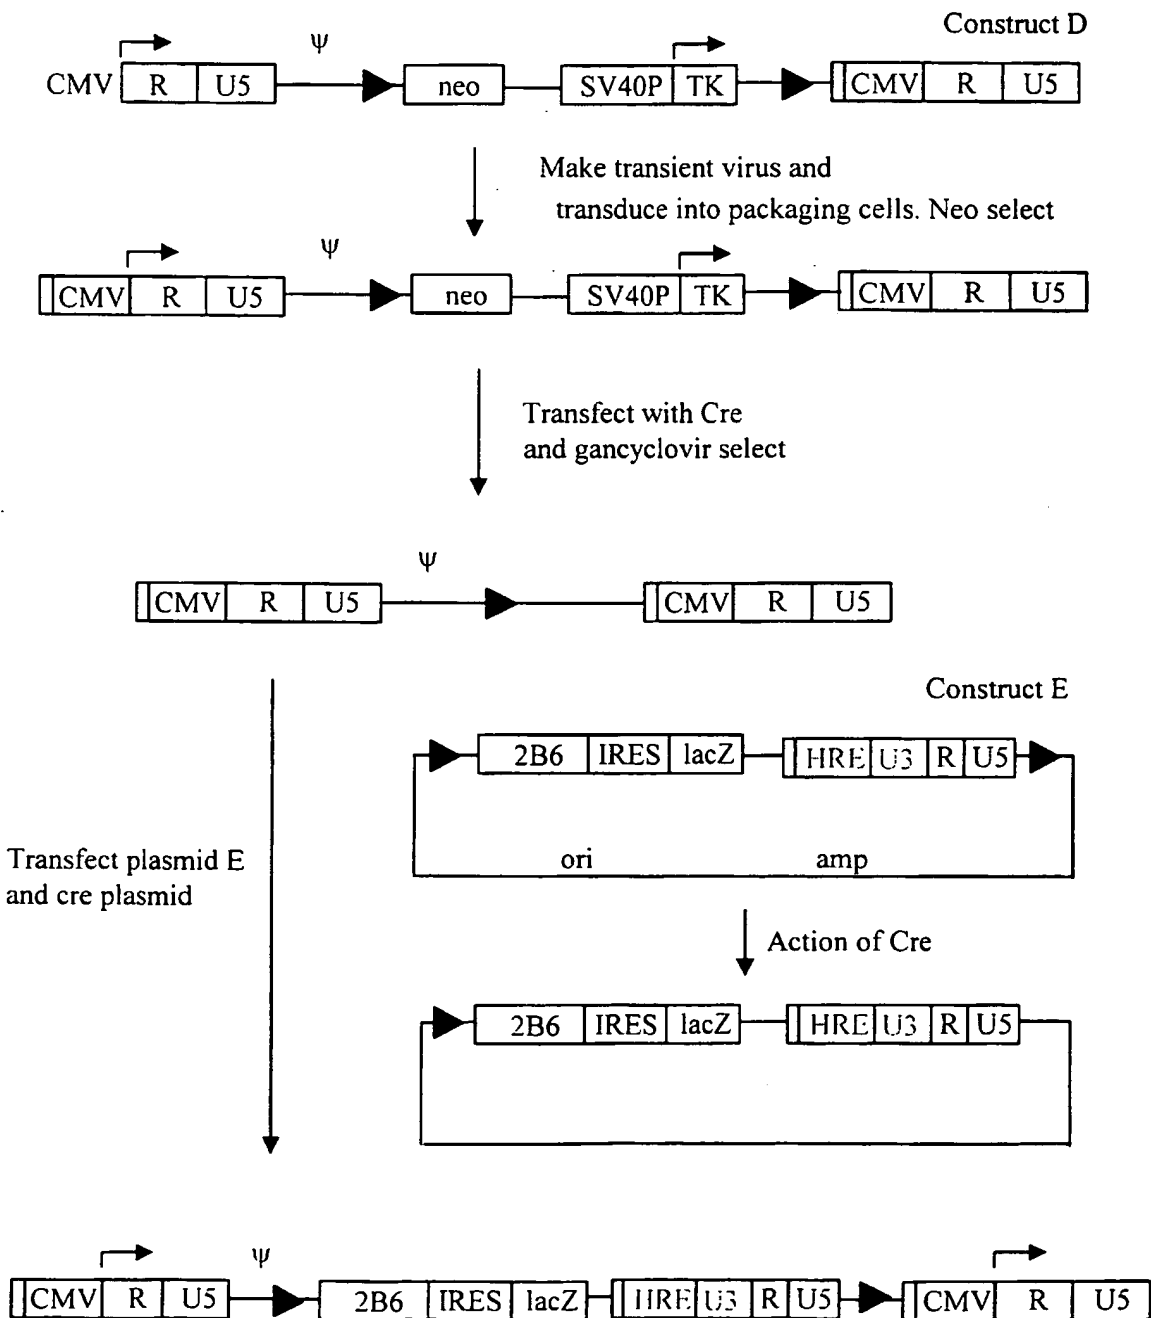 Construct D
ψ
CMV R U5 neo SV40P TK CMV R U5
Make transient virus and
transduce into packaging cells. Neo select
ψ
CMV R U5 neo SV40P TK CMV R U5
Transfect with Cre
and gancyclovir select
ψ
CMV R U5 CMV R U5
Construct E
2B6 IRES lacZ HRE U3 R U5
ori amp
Transfect plasmid E
and cre plasmid
Action of Cre
2B6 IRES lacZ HRE U3 R U5
ψ
CMV R U5 2B6 IRES lacZ HRE U3 R U5 CMV R U5